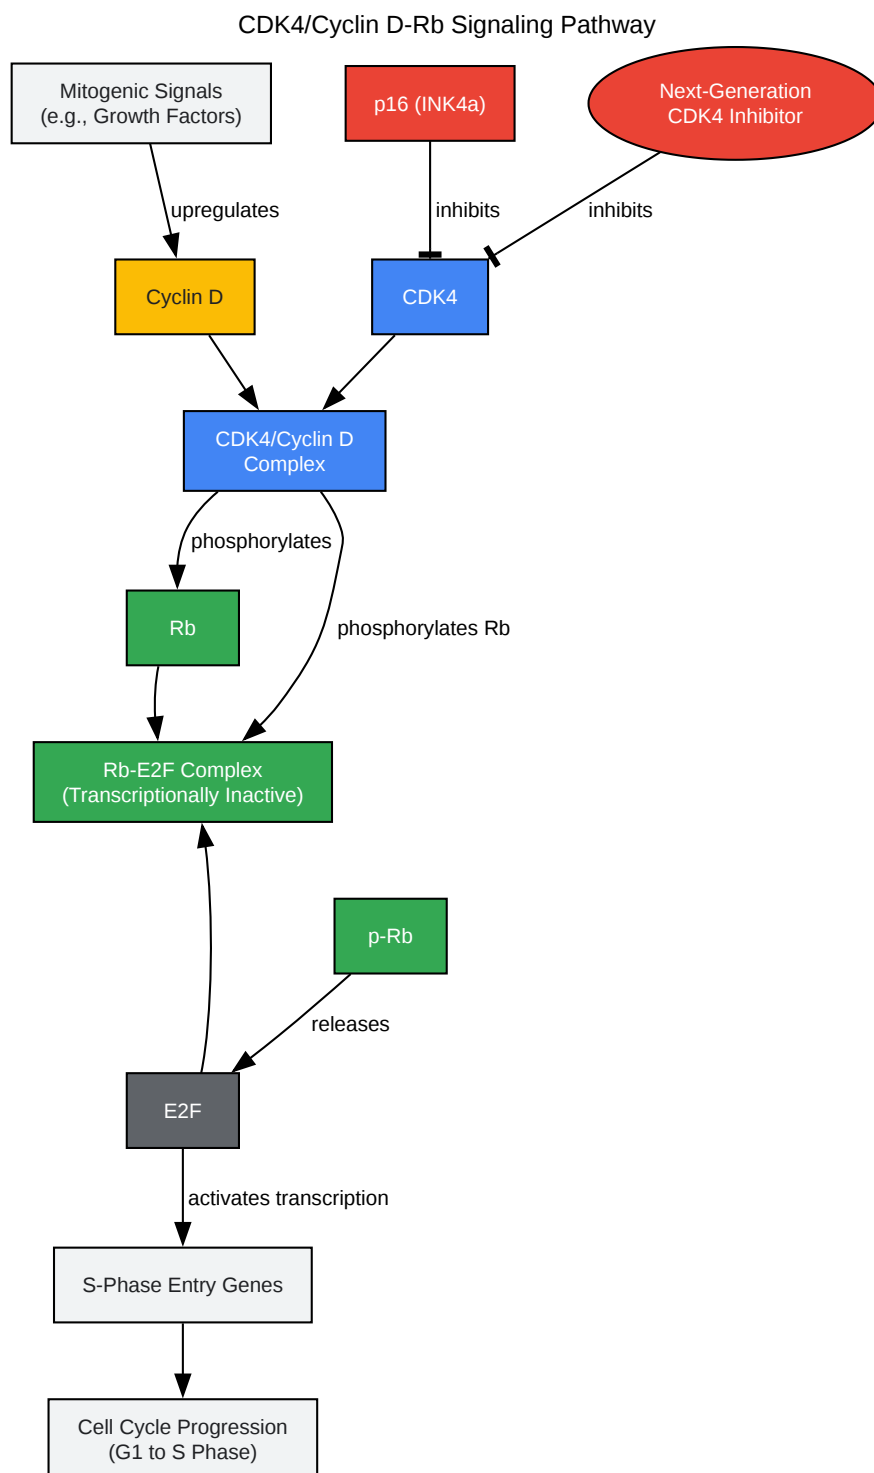 CDK4/Cyclin D-Rb Signaling Pathway
Mitogenic Signals
(e.g., Growth Factors)
p16 (INK4a)
Next-Generation
CDK4 Inhibitor
upregulates
inhibits
inhibits
Cyclin D
CDK4
CDK4/Cyclin D
Complex
phosphorylates
Rb
phosphorylates Rb
Rb-E2F Complex
(Transcriptionally Inactive)
p-Rb
releases
E2F
activates transcription
S-Phase Entry Genes
Cell Cycle Progression
(G1 to S Phase)